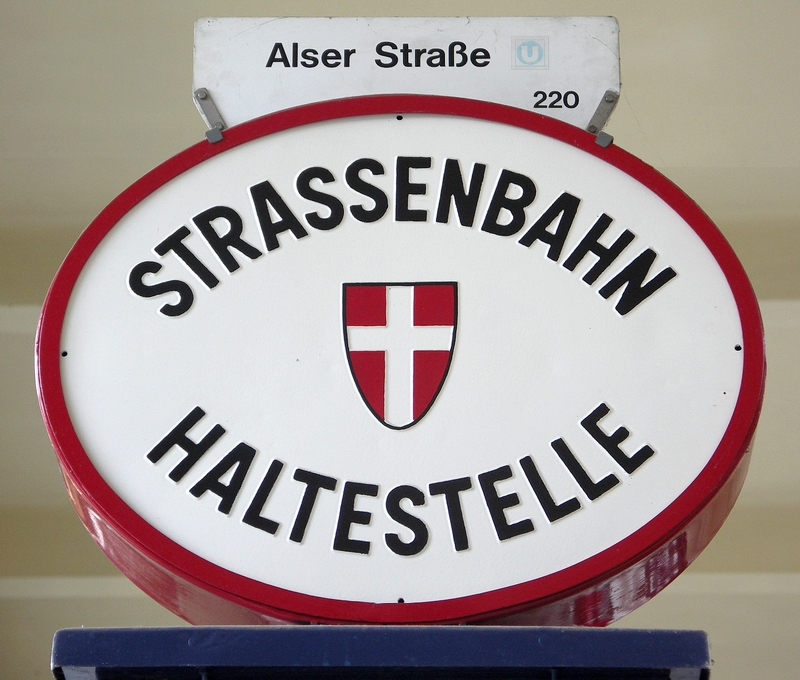 Alser Straße U
220
STRASSENBAHN
HALTESTELLE